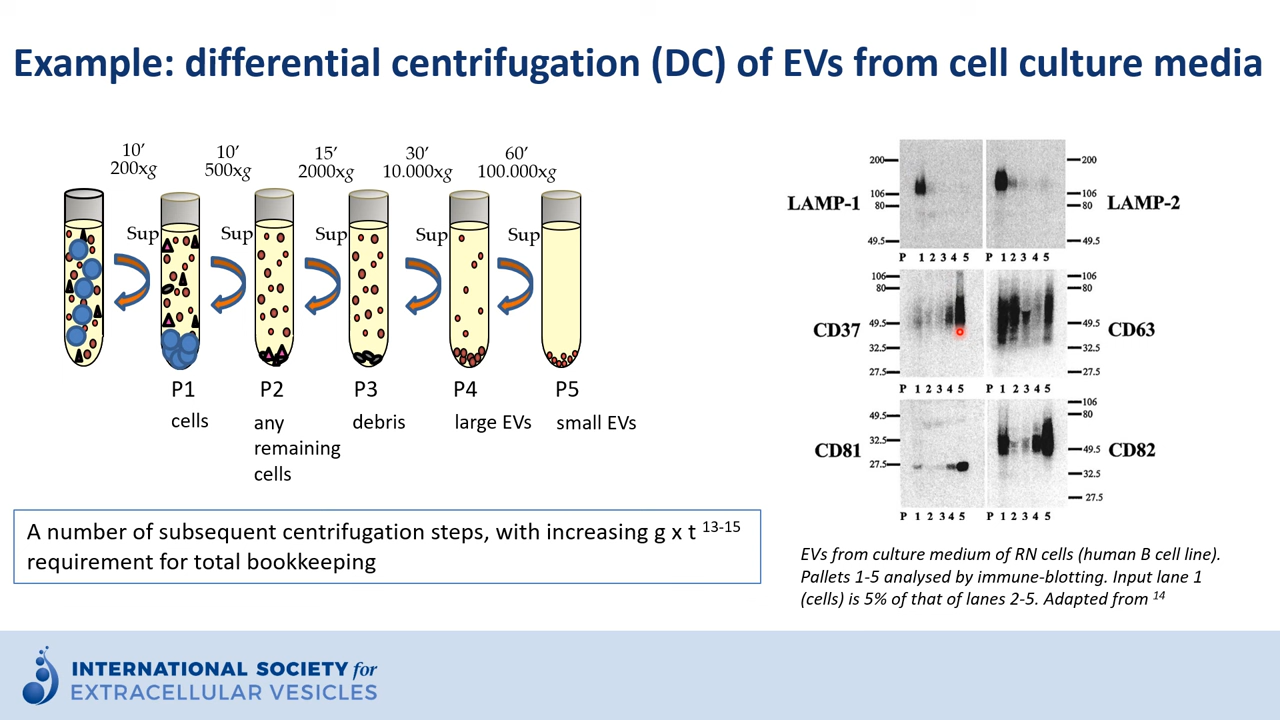 Example: differential centrifugation (DC) of EVs from cell culture media
10’ 10’ 15’ 30’ 60’
200xg 500xg 2000xg 10.000xg 100.000xg
Sup Sup Sup Sup Sup
P1 P2 P3 P4 P5
cells any debris large EVs small EVs
remaining
cells
A number of subsequent centrifugation steps, with increasing g x t 13-15
requirement for total bookkeeping
200 200
LAMP-1 106 106 LAMP-2
80 80
49.5 49.5
P 1 2 3 4 5 P 1 2 3 4 5
106 106
80 80
CD37 49.5 49.5 CD63
32.5 32.5
27.5 27.5
P 1 2 3 4 5 P 1 2 3 4 5
106
49.5 80
CD81 32.5 49.5 CD82
27.5 32.5
27.5
P 1 2 3 4 5 P 1 2 3 4 5
EVs from culture medium of RN cells (human B cell line).
Pallets 1-5 analysed by immune-blotting. Input lane 1
(cells) is 5% of that of lanes 2-5. Adapted from 14
INTERNATIONAL SOCIETY for
EXTRACELLULAR VESICLES